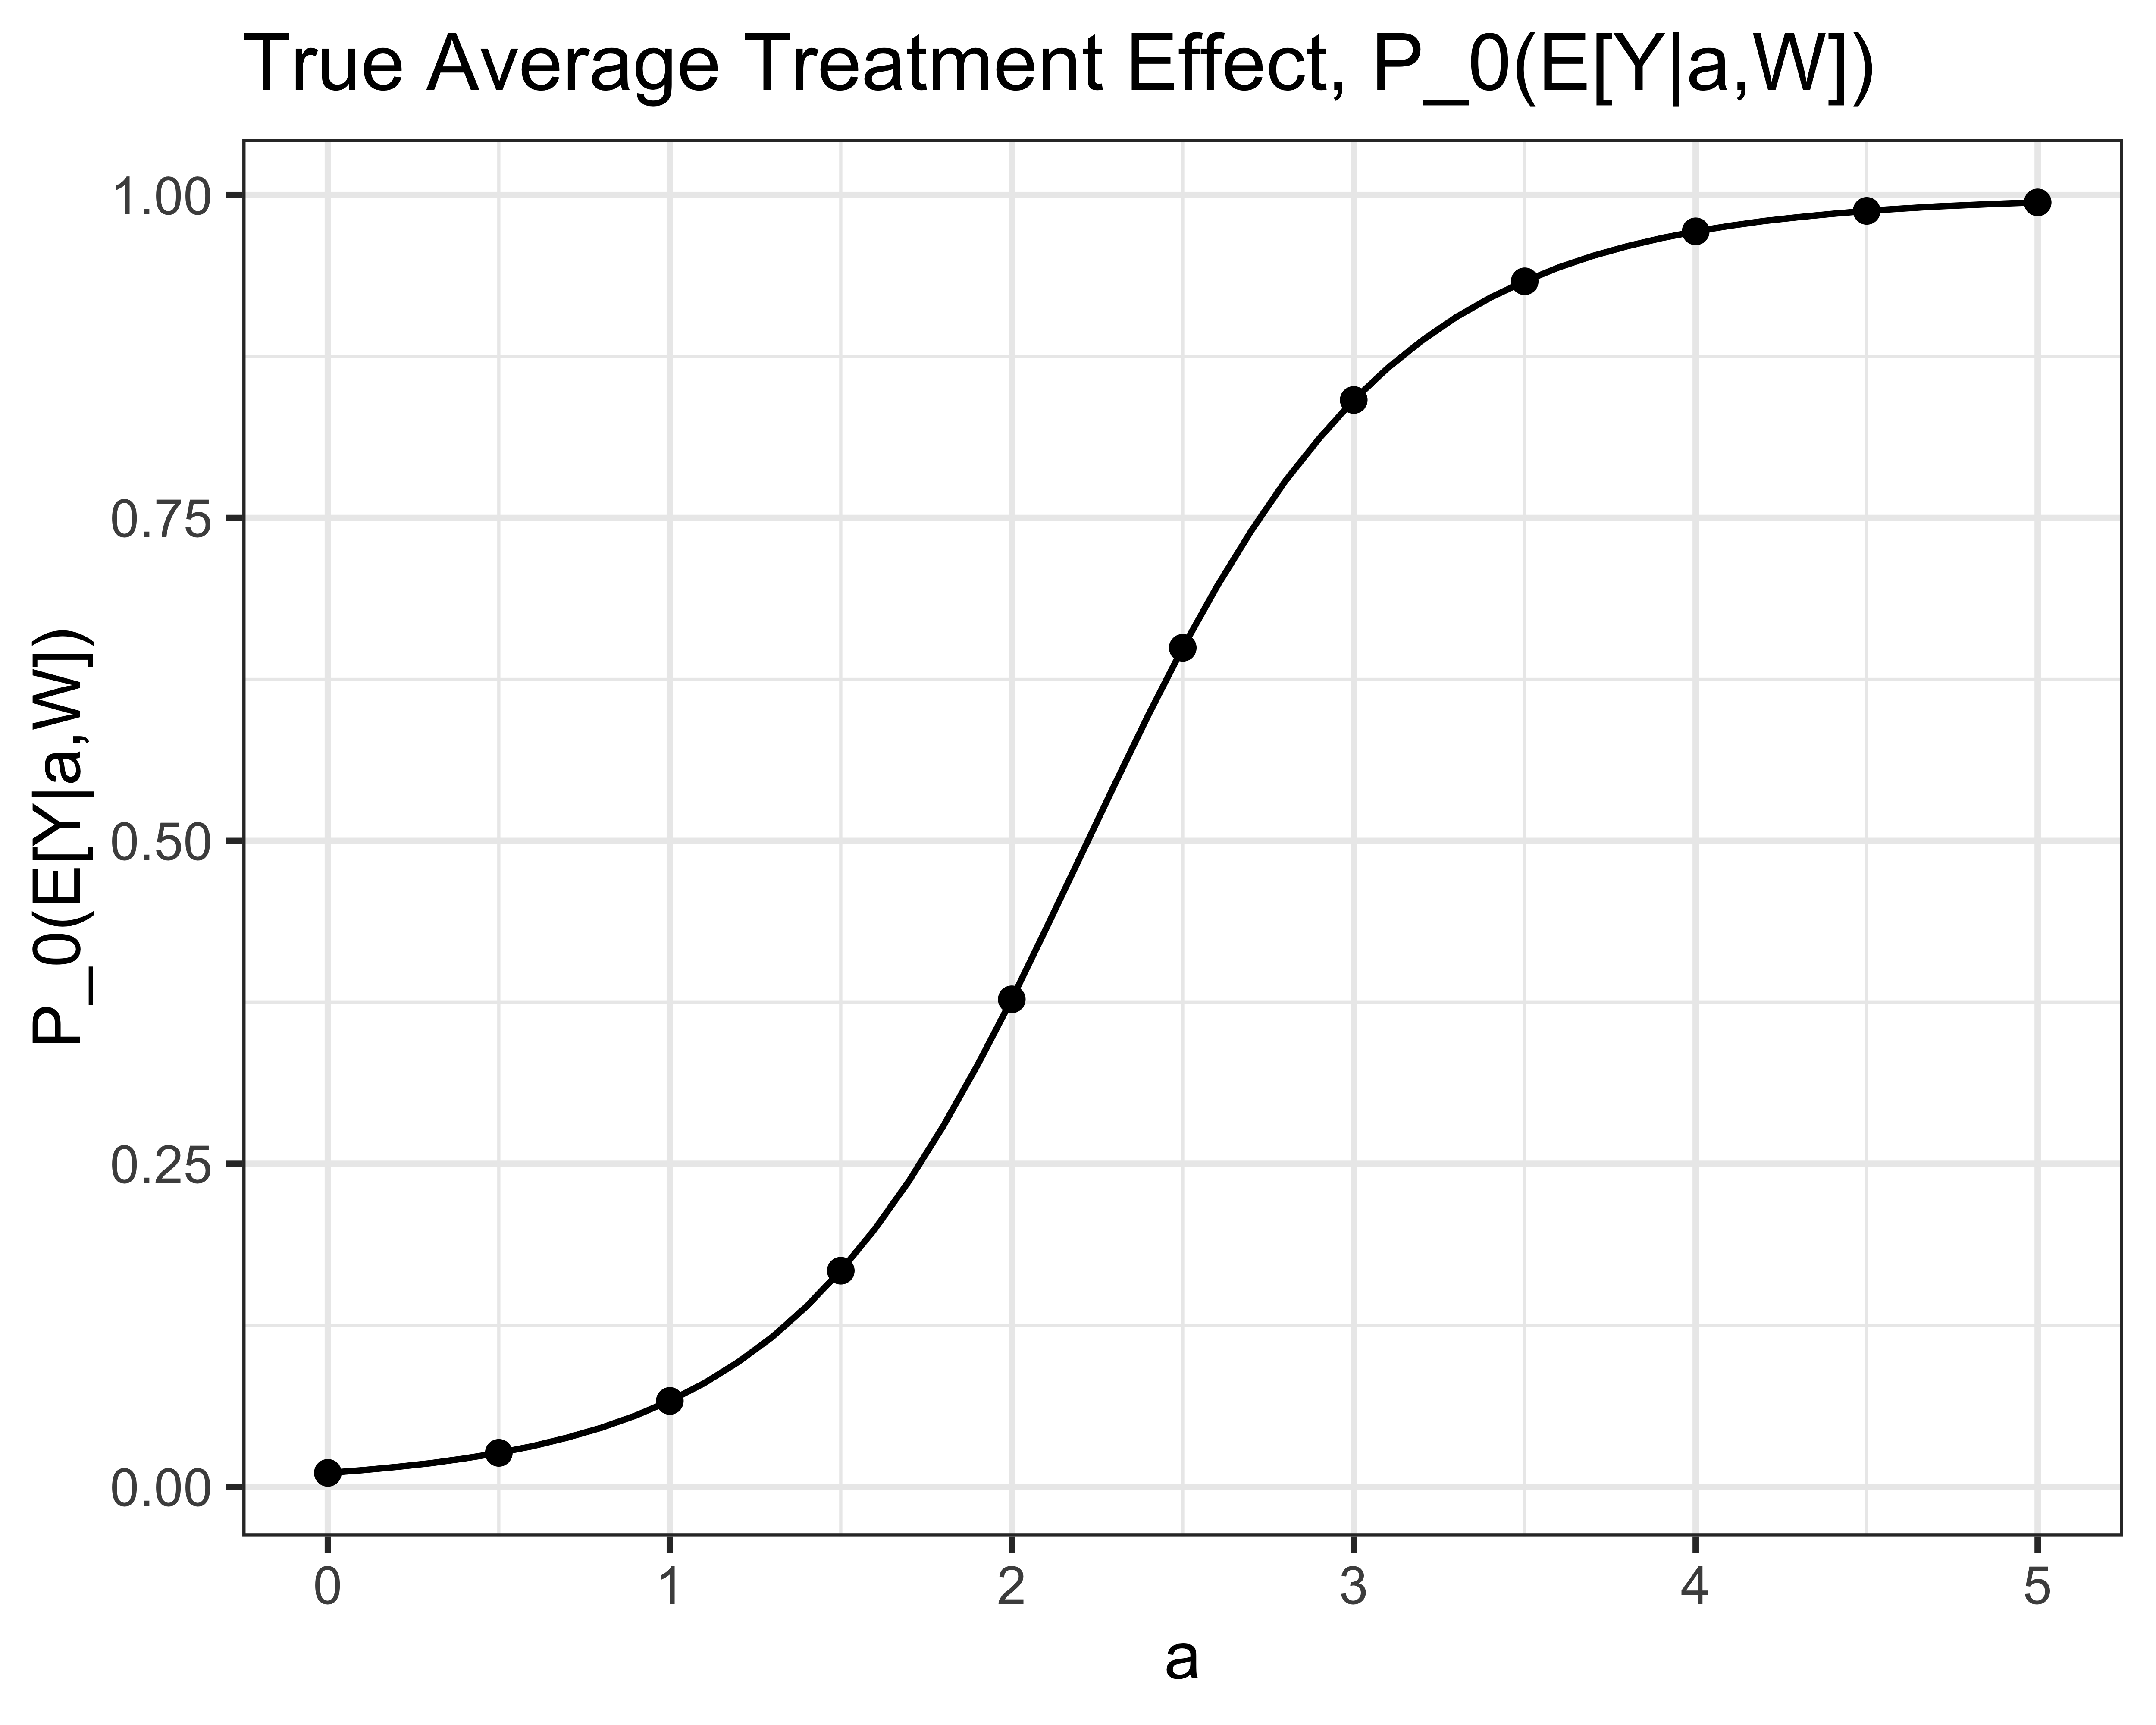 True Average Treatment Effect, P_0(E[Y|a,W])
P_0(E[Y|a,W])
1.00
0.75
0.50
0.25
0.00
0 1 2 3 4 5
a